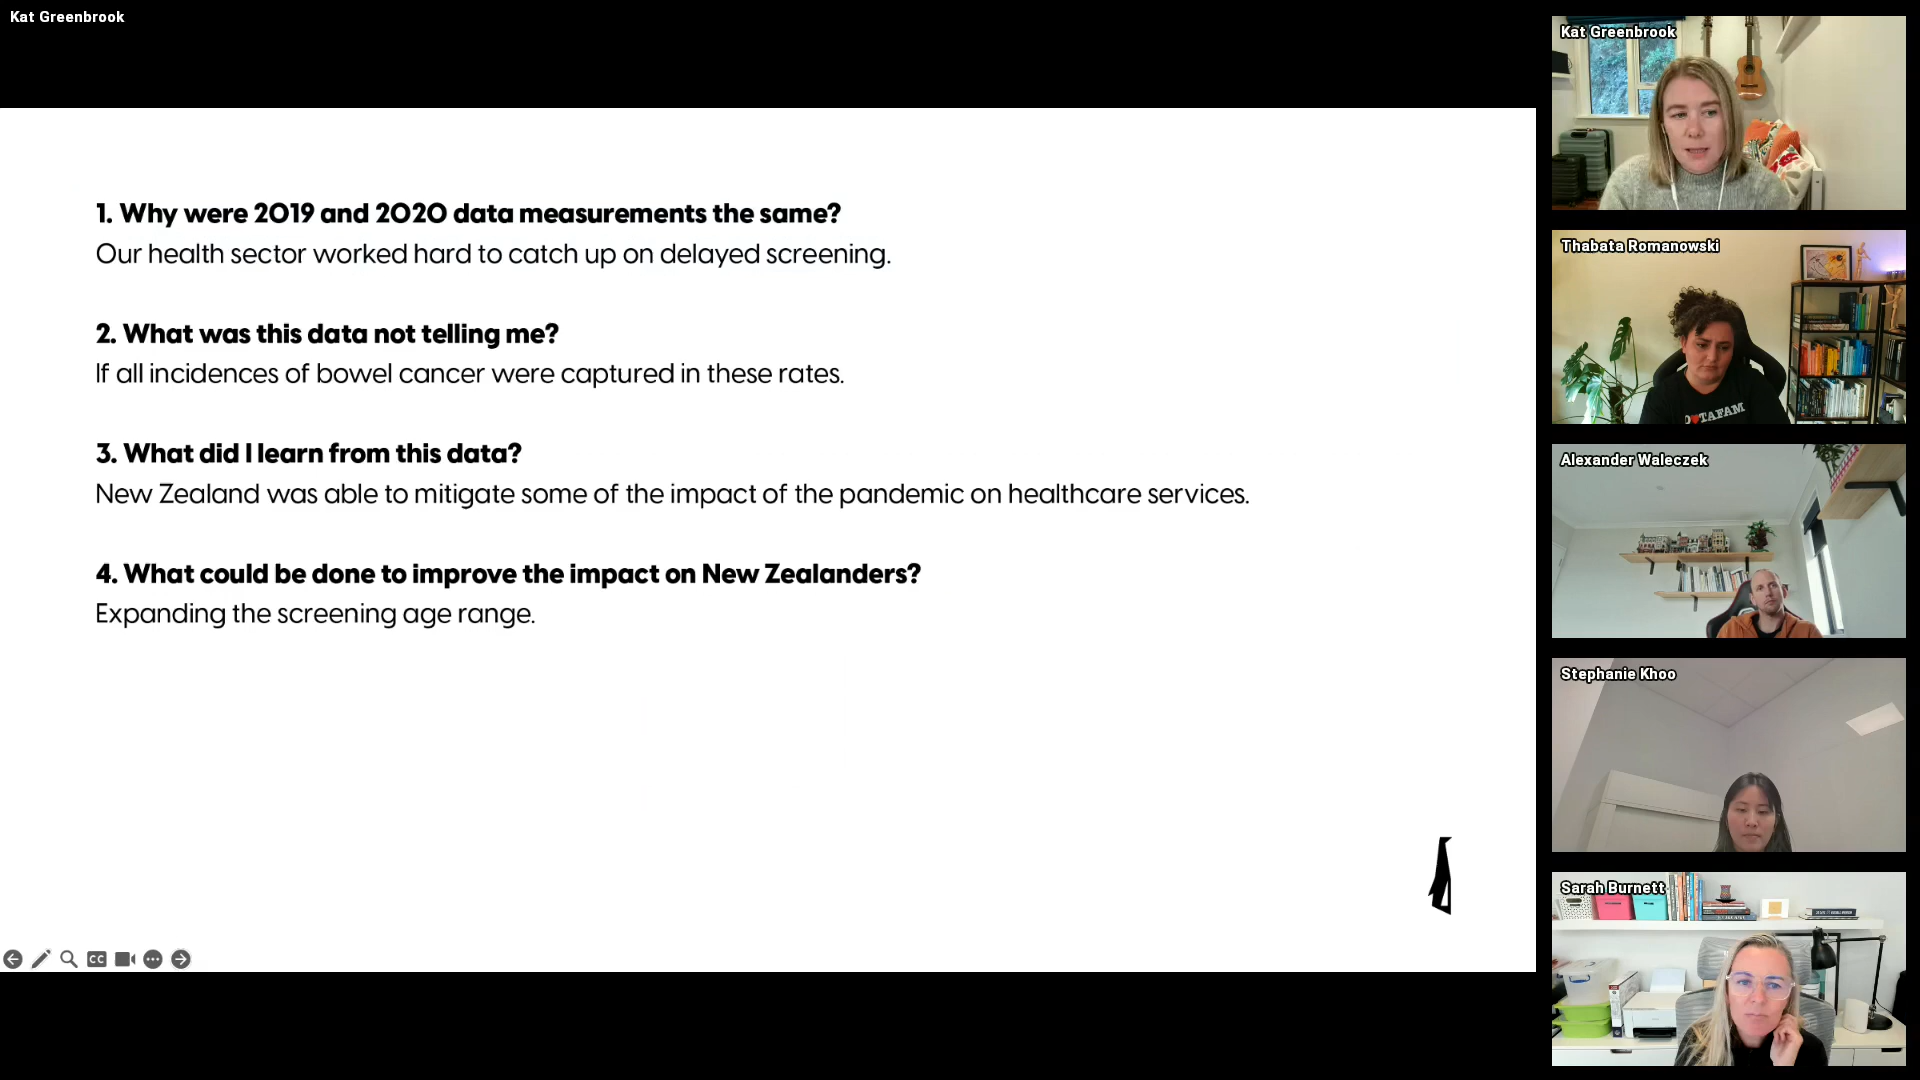 Kat Greenbrook
1. Why were 2019 and 2020 data measurements the same?
Our health sector worked hard to catch up on delayed screening.
2. What was this data not telling me?
If all incidences of bowel cancer were captured in these rates.
3. What did I learn from this data?
New Zealand was able to mitigate some of the impact of the pandemic on healthcare services.
4. What could be done to improve the impact on New Zealanders?
Expanding the screening age range.
CC
Kat Greenbrook
Thabata Romanowski
Alexander Waleczek
Stephanie Khoo
Sarah Burnett